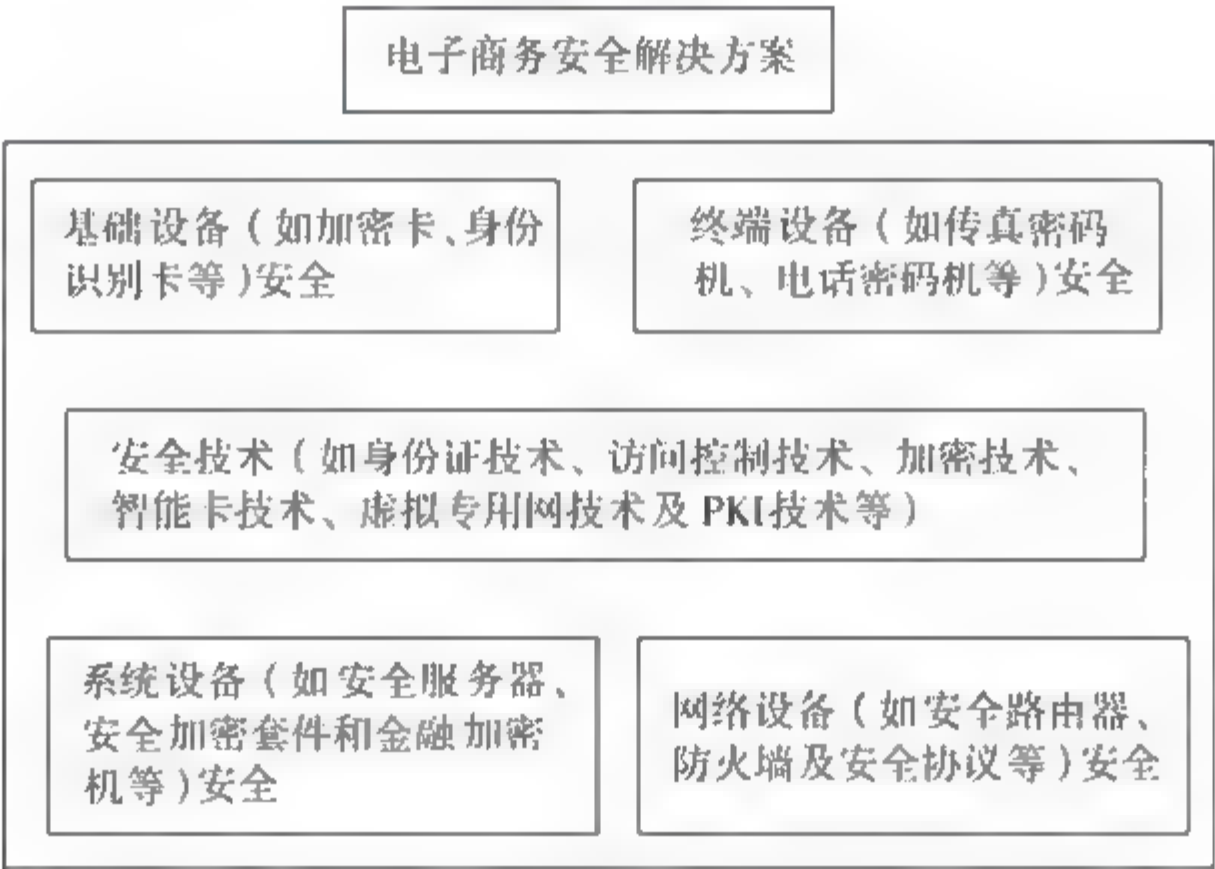 电子商务安全解决方案
基础设备(如加密卡、身份
识别卡等)安全
终端设备(如传真密码
机、电话密码机等)安全
安全技术(如身份证技术、访问控制技术、加密技术、
智能卡技术、虚拟专用网技术及PKI技术等)
系统设备(如安全服务器、
安全加密套件和金融加密
机等)安全
网络设备(如安全路由器、
防火墙及安全协议等)安全